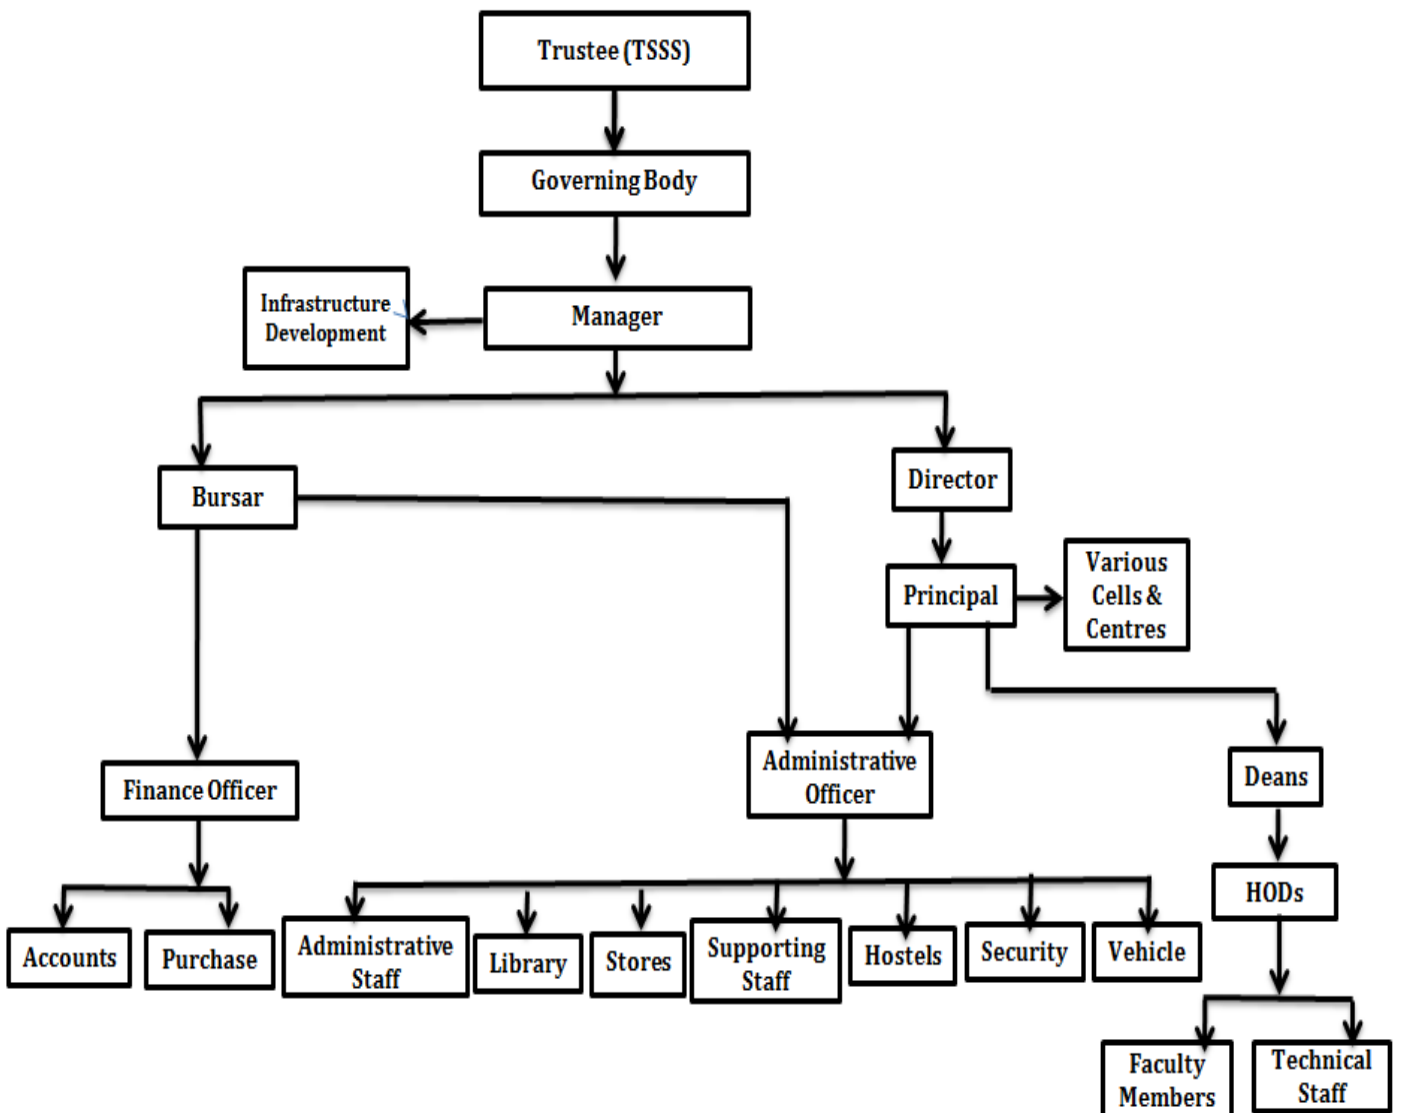 Trustee (TSSS)
Governing Body
Infrastructure
Development
Manager
Bursar
Director
Principal
Various
Cells &
Centres
Finance Officer
Administrative
Officer
Deans
HODs
Accounts
Purchase
Administrative
Staff
Library
Stores
Supporting
Staff
Hostels
Security
Vehicle
Faculty
Members
Technical
Staff